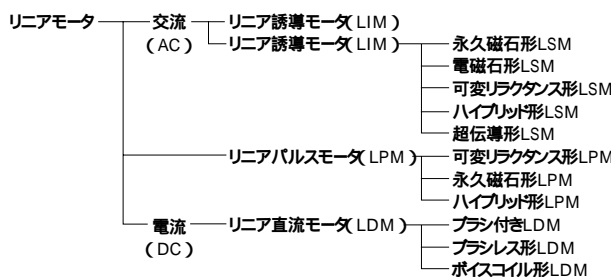 リニアモータ 交流 リニア誘導モータ(LIM)
(AC) リニア誘導モータ(LIM) 永久磁石形LSM
電磁石形LSM
可変リラクタンス形LSM
ハイブリッド形LSM
超伝導形LSM
リニアパルスモータ(LPM) 可変リラクタンス形LPM
永久磁石形LPM
ハイブリッド形LPM
電流 リニア直流モータ(LDM) ブラシ付きLDM
(DC) ブラシレス形LDM
ボイスコイル形LDM